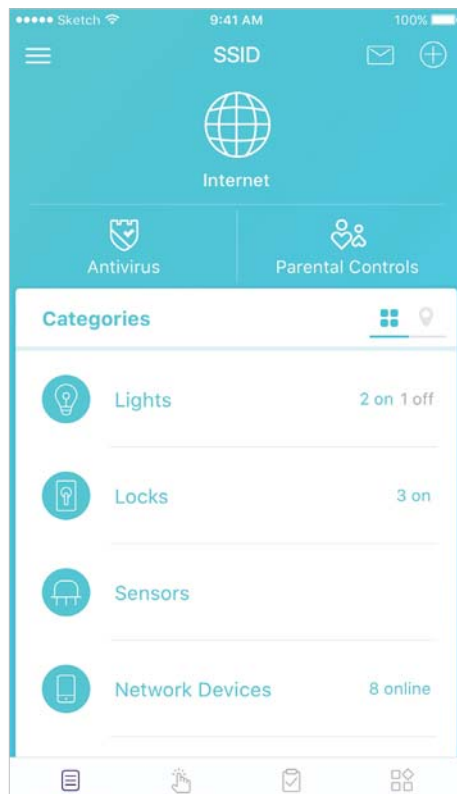 Sketch 9:41 AM 100%
SSID
Internet
Antivirus Parental Controls
Categories
Lights 2 on 1 off
Locks 3 on
Sensors
Network Devices 8 online